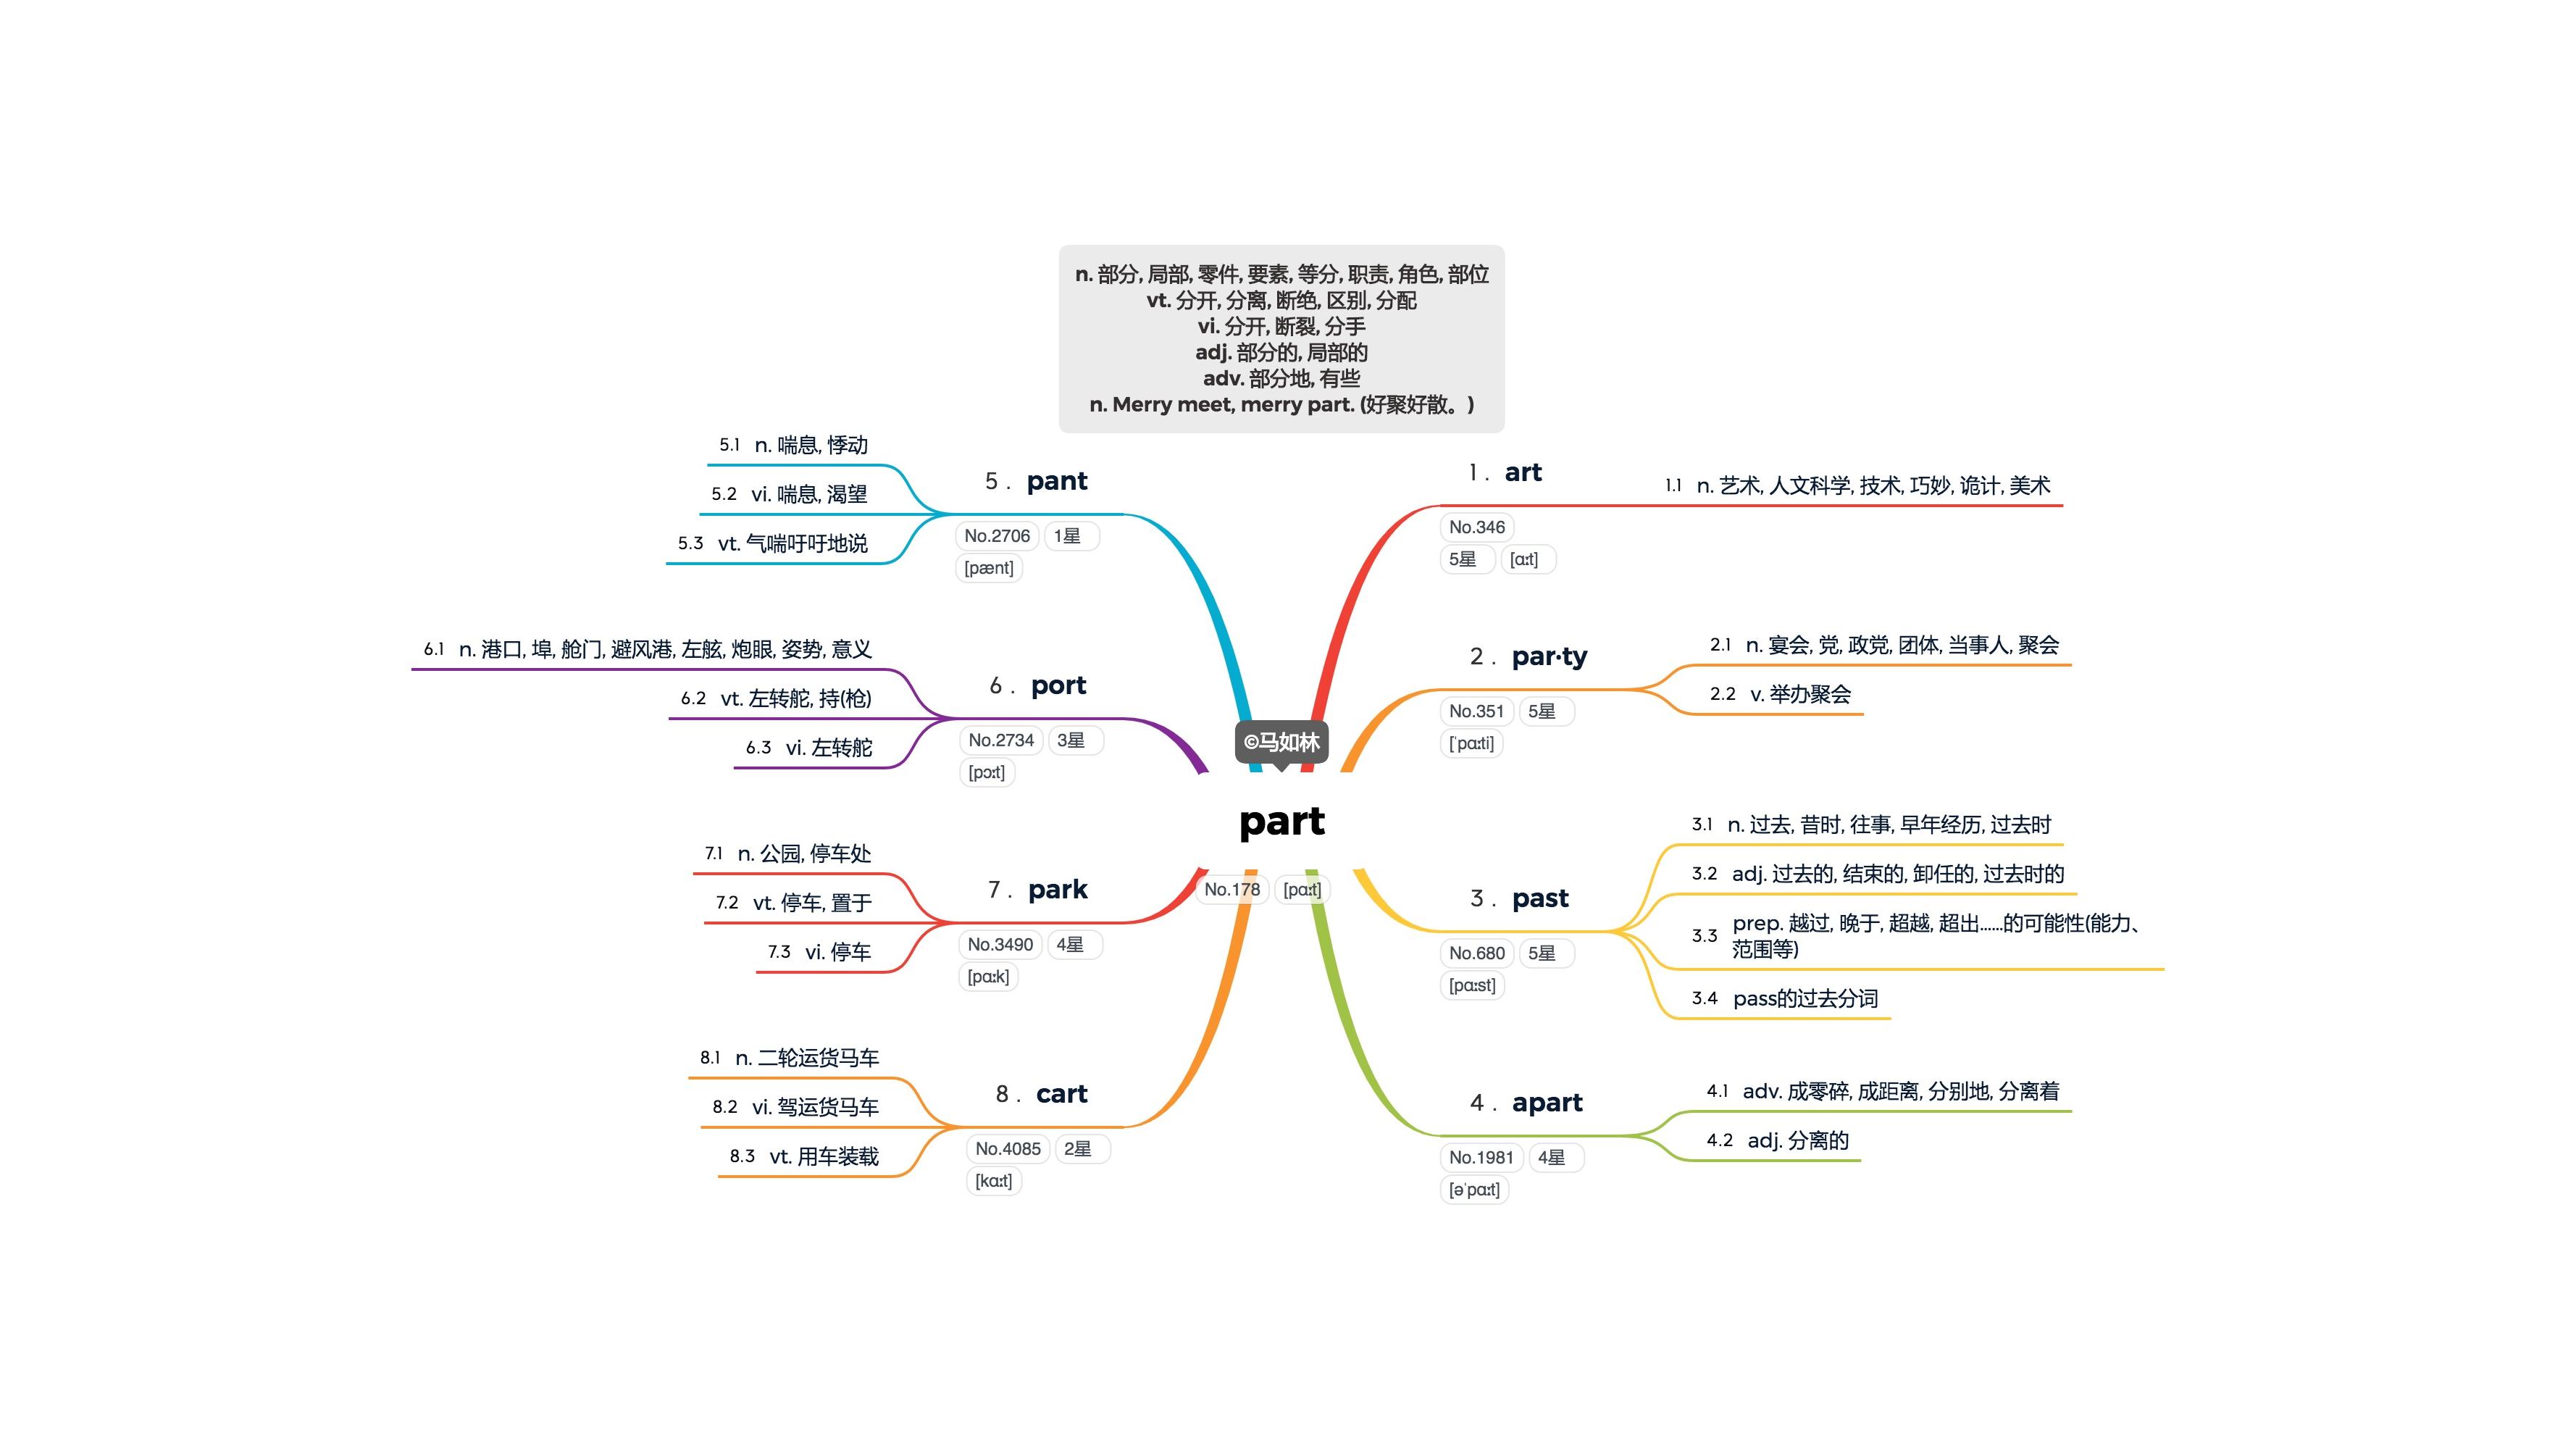 n. 部分, 局部, 零件, 要素, 等分, 职责, 角色, 部位
vt. 分开, 分离, 断绝, 区别, 分配
vi. 分开, 断裂, 分手
adj. 部分的, 局部的
adv. 部分地, 有些
n. Merry meet, merry part. (好聚好散。)
©马如林
part
No.178 [pɑːt]
1. art
No.346
5星 [ɑːt]
1.1 n. 艺术, 人文科学, 技术, 巧妙, 诡计, 美术
2. par·ty
No.351 5星
[ˈpɑːti]
2.1 n. 宴会, 党, 政党, 团体, 当事人, 聚会
2.2 v. 举办聚会
3. past
No.680 5星
[pɑːst]
3.1 n. 过去, 昔时, 往事, 早年经历, 过去时
3.2 adj. 过去的, 结束的, 卸任的, 过去时的
3.3 prep. 越过, 晚于, 超越, 超出……的可能性(能力、
范围等)
3.4 pass的过去分词
4. apart
No.1981 4星
[əˈpɑːt]
4.1 adv. 成零碎, 成距离, 分别地, 分离着
4.2 adj. 分离的
5. pant
No.2706 1星
[pænt]
5.1 n. 喘息, 悸动
5.2 vi. 喘息, 渴望
5.3 vt. 气喘吁吁地说
6. port
No.2734 3星
[pɔːt]
6.1 n. 港口, 埠, 舱门, 避风港, 左舷, 炮眼, 姿势, 意义
6.2 vt. 左转舵, 持(枪)
6.3 vi. 左转舵
7. park
No.3490 4星
[pɑːk]
7.1 n. 公园, 停车处
7.2 vt. 停车, 置于
7.3 vi. 停车
8. cart
No.4085 2星
[kɑːt]
8.1 n. 二轮运货马车
8.2 vi. 驾运货马车
8.3 vt. 用车装载